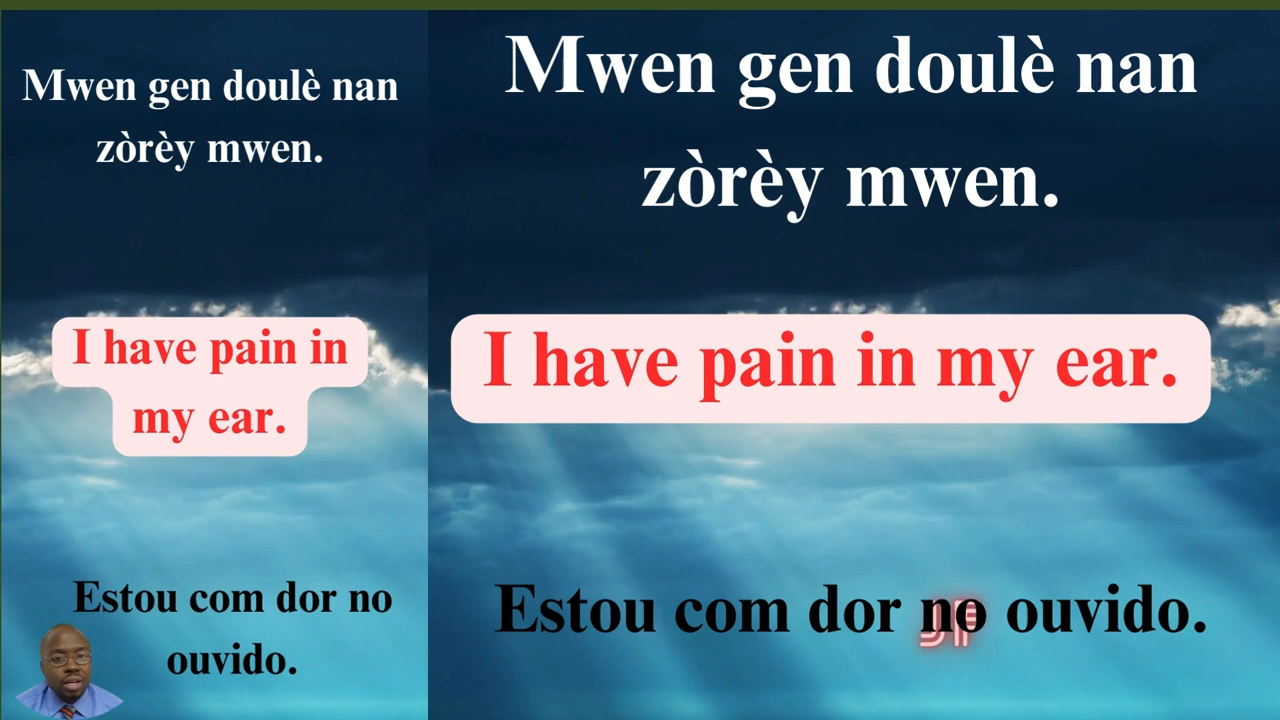 Mwen gen doulè nan
zòrèy mwen.
I have pain in
my ear.
Estou com dor no
ouvido.
Mwen gen doulè nan
zòrèy mwen.
I have pain in my ear.
Estou com dor no ouvido.